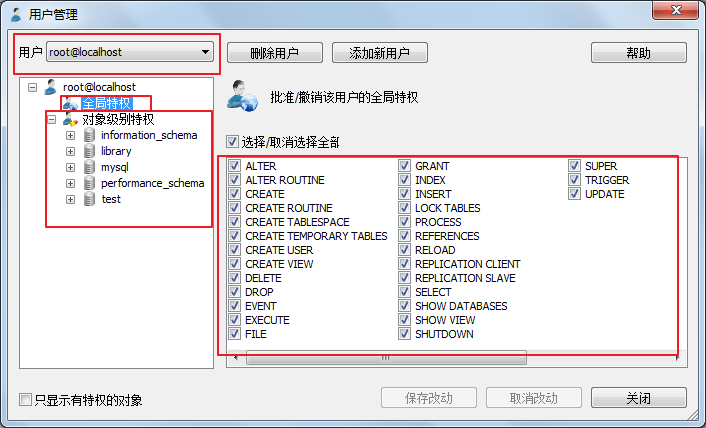 用户管理
用户 root@localhost 删除用户 添加新用户 帮助
root@localhost
全局特权
对象级别特权
information_schema
library
mysql
performance_schema
test
批准/撤销该用户的全局特权
选择/取消选择全部
ALTER
ALTER ROUTINE
CREATE
CREATE ROUTINE
CREATE TABLESPACE
CREATE TEMPORARY TABLES
CREATE USER
CREATE VIEW
DELETE
DROP
EVENT
EXECUTE
FILE
GRANT
INDEX
INSERT
LOCK TABLES
PROCESS
REFERENCES
RELOAD
REPLICATION CLIENT
REPLICATION SLAVE
SELECT
SHOW DATABASES
SHOW VIEW
SHUTDOWN
SUPER
TRIGGER
UPDATE
只显示有特权的对象 保存改动 取消改动 关闭